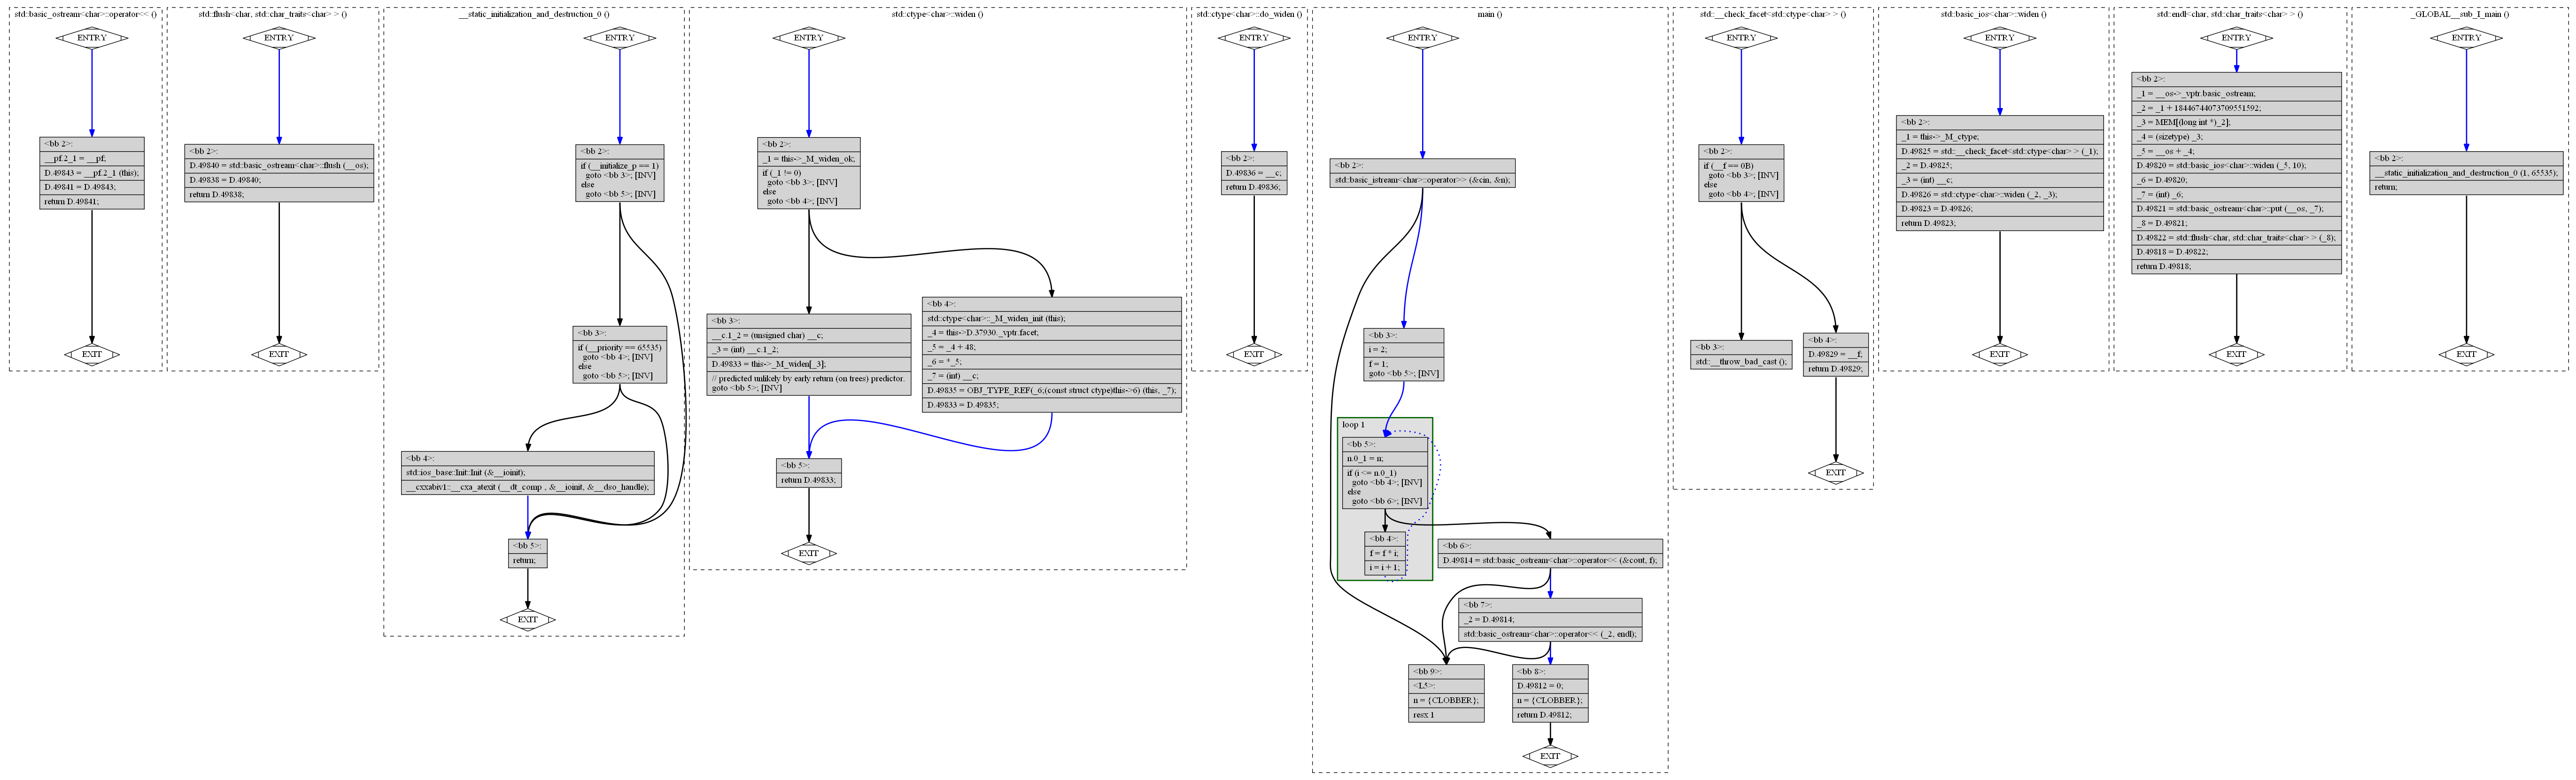 std::basic_ostream<char>::operator<< ()
ENTRY
<bb 2>:
__pf.2_1 = __pf;
D.49843 = __pf.2_1 (this);
D.49841 = D.49843;
return D.49841;
EXIT
std::flush<char, std::char_traits<char> > ()
ENTRY
<bb 2>:
D.49840 = std::basic_ostream<char>::flush (__os);
D.49838 = D.49840;
return D.49838;
EXIT
__static_initialization_and_destruction_0 ()
ENTRY
<bb 2>:
if (__initialize_p == 1)
goto <bb 3>; [INV]
else
goto <bb 5>; [INV]
<bb 3>:
if (__priority == 65535)
goto <bb 4>; [INV]
else
goto <bb 5>; [INV]
<bb 4>:
std::ios_base::Init::Init (&__ioinit);
__cxxabiv1::__cxa_atexit (__dt_comp , &__ioinit, &__dso_handle);
<bb 5>:
return;
EXIT
std::ctype<char>::widen ()
ENTRY
<bb 2>:
_1 = this->_M_widen_ok;
if (_1 != 0)
goto <bb 3>; [INV]
else
goto <bb 4>; [INV]
<bb 3>:
__c.1_2 = (unsigned char) __c;
_3 = (int) __c.1_2;
D.49833 = this->_M_widen[_3];
// predicted unlikely by early return (on trees) predictor.
goto <bb 5>; [INV]
<bb 4>:
std::ctype<char>::_M_widen_init (this);
_4 = this->D.37930._vptr.facet;
_5 = _4 + 48;
_6 = *_5;
_7 = (int) __c;
D.49835 = OBJ_TYPE_REF(_6;(const struct ctype)this->6) (this, _7);
D.49833 = D.49835;
<bb 5>:
return D.49833;
EXIT
std::ctype<char>::do_widen ()
ENTRY
<bb 2>:
D.49836 = __c;
return D.49836;
EXIT
main ()
ENTRY
<bb 2>:
std::basic_istream<char>::operator>> (&cin, &n);
<bb 3>:
i = 2;
f = 1;
goto <bb 5>; [INV]
loop 1
<bb 5>:
n.0_1 = n;
if (i <= n.0_1)
goto <bb 4>; [INV]
else
goto <bb 6>; [INV]
<bb 4>:
f = f * i;
i = i + 1;
<bb 6>:
D.49814 = std::basic_ostream<char>::operator<< (&cout, f);
<bb 7>:
_2 = D.49814;
std::basic_ostream<char>::operator<< (_2, endl);
<bb 9>:
<L5>:
n = {CLOBBER};
resx 1
<bb 8>:
D.49812 = 0;
n = {CLOBBER};
return D.49812;
EXIT
std::__check_facet<std::ctype<char> > ()
ENTRY
<bb 2>:
if (__f == 0B)
goto <bb 3>; [INV]
else
goto <bb 4>; [INV]
<bb 3>:
std::__throw_bad_cast ();
<bb 4>:
D.49829 = __f;
return D.49829;
EXIT
std::basic_ios<char>::widen ()
ENTRY
<bb 2>:
_1 = this->_M_ctype;
D.49825 = std::__check_facet<std::ctype<char> > (_1);
_2 = D.49825;
_3 = (int) __c;
D.49826 = std::ctype<char>::widen (_2, _3);
D.49823 = D.49826;
return D.49823;
EXIT
std::endl<char, std::char_traits<char> > ()
ENTRY
<bb 2>:
_1 = __os->_vptr.basic_ostream;
_2 = _1 + 18446744073709551592;
_3 = MEM[(long int *)_2];
_4 = (sizetype) _3;
_5 = __os + _4;
D.49820 = std::basic_ios<char>::widen (_5, 10);
_6 = D.49820;
_7 = (int) _6;
D.49821 = std::basic_ostream<char>::put (__os, _7);
_8 = D.49821;
D.49822 = std::flush<char, std::char_traits<char> > (_8);
D.49818 = D.49822;
return D.49818;
EXIT
_GLOBAL__sub_I_main ()
ENTRY
<bb 2>:
__static_initialization_and_destruction_0 (1, 65535);
return;
EXIT